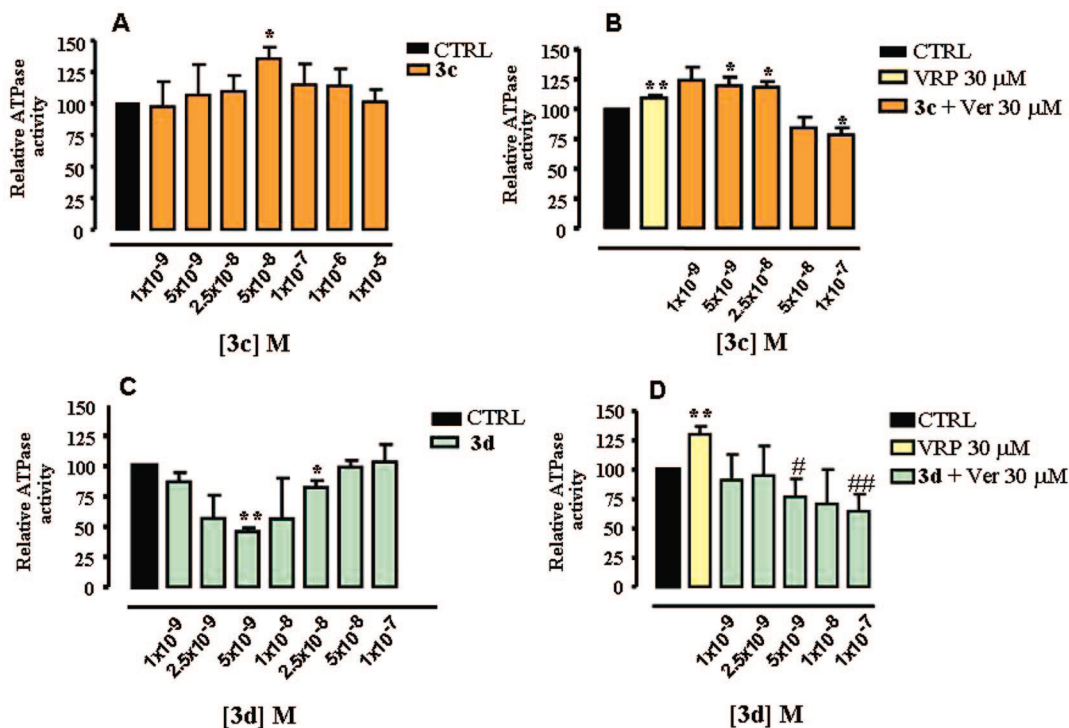 A
Relative ATPase
activity
150
125
100
75
50
25
0
*
CTRL
3c
1x10⁻⁹
5x10⁻⁹
2.5x10⁻⁸
5x10⁻⁸
1x10⁻⁷
1x10⁻⁶
1x10⁻⁵
[3c] M
B
Relative ATPase
activity
150
125
100
75
50
25
0
**
*
*
*
CTRL
VRP 30 μM
3c + Ver 30 μM
1x10⁻⁹
5x10⁻⁹
2.5x10⁻⁸
5x10⁻⁸
1x10⁻⁷
[3c] M
C
Relative ATPase
activity
150
125
100
75
50
25
0
**
*
CTRL
3d
1x10⁻⁹
2.5x10⁻⁹
5x10⁻⁹
1x10⁻⁸
2.5x10⁻⁸
5x10⁻⁸
1x10⁻⁷
[3d] M
D
Relative ATPase
activity
150
125
100
75
50
25
0
**
#
##
CTRL
VRP 30 μM
3d + Ver 30 μM
1x10⁻⁹
2.5x10⁻⁹
5x10⁻⁹
1x10⁻⁸
1x10⁻⁷
[3d] M